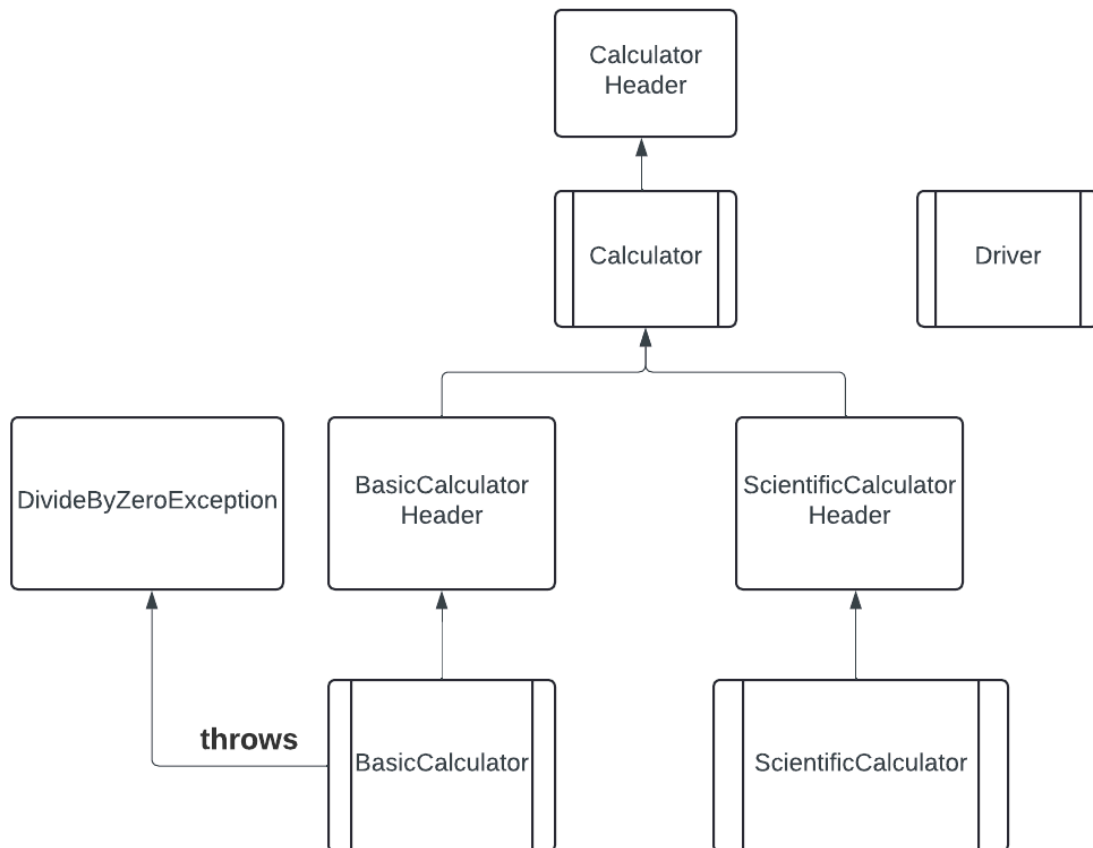 Calculator
Header
Calculator
Driver
DivideByZeroException
BasicCalculator
Header
ScientificCalculator
Header
throws
BasicCalculator
ScientificCalculator